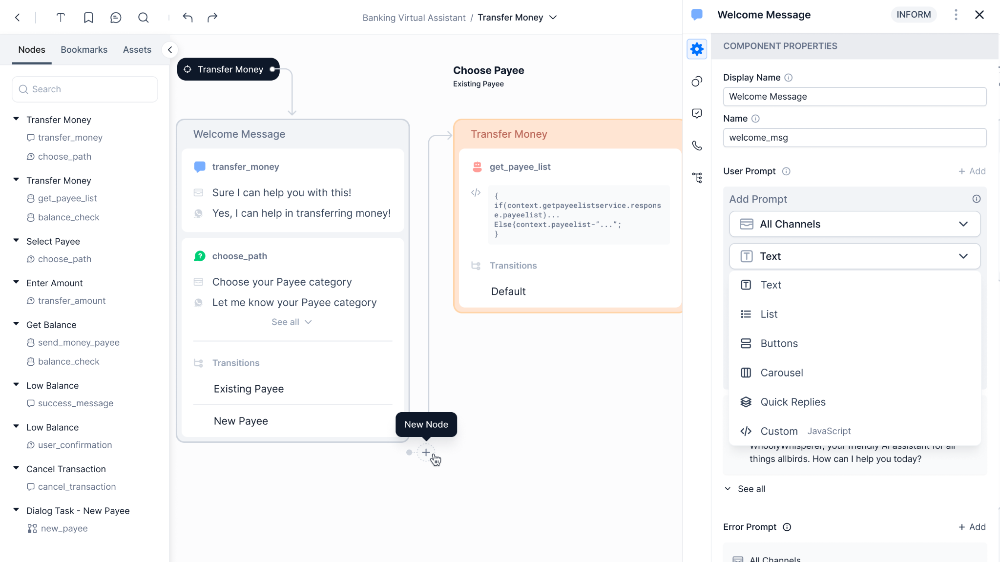 Banking Virtual Assistant / Transfer Money
Nodes
Bookmarks
Assets
Search
Transfer Money
transfer_money
choose_path
Transfer Money
get_payee_list
balance_check
Select Payee
choose_path
Enter Amount
transfer_amount
Get Balance
send_money_payee
balance_check
Low Balance
success_message
Low Balance
user_confirmation
Cancel Transaction
cancel_transaction
Dialog Task - New Payee
new_payee
Transfer Money
Welcome Message
transfer_money
Sure I can help you with this!
Yes, I can help in transferring money!
choose_path
Choose your Payee category
Let me know your Payee category
See all
Transitions
Existing Payee
New Payee
New Node
Choose Payee
Existing Payee
Transfer Money
get_payee_list
{
if(context.getpayeelistservice.respons
e.payeelist)...
Else{context.payeelist-”...”;
}
Transitions
Default
Welcome Message
INFORM
COMPONENT PROPERTIES
Display Name
Welcome Message
Name
welcome_msg
User Prompt
+ Add
Add Prompt
All Channels
Text
Text
List
Buttons
Carousel
Quick Replies
Custom JavaScript
WhoolyWhisperer, your friendly AI assistant for all
things allbirds. How can I help you today?
See all
Error Prompt
+ Add
All Channels